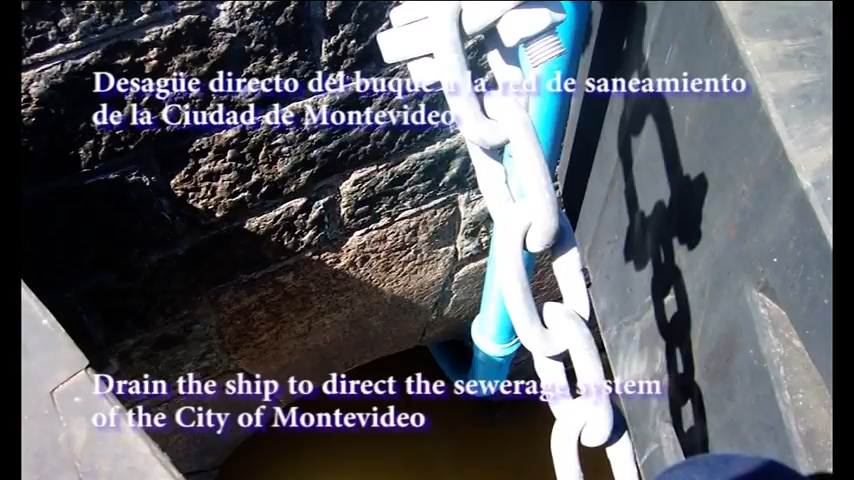 Desagüe directo del buque a la red de saneamiento
de la Ciudad de Montevideo
Drain the ship to direct the sewerage system
of the City of Montevideo